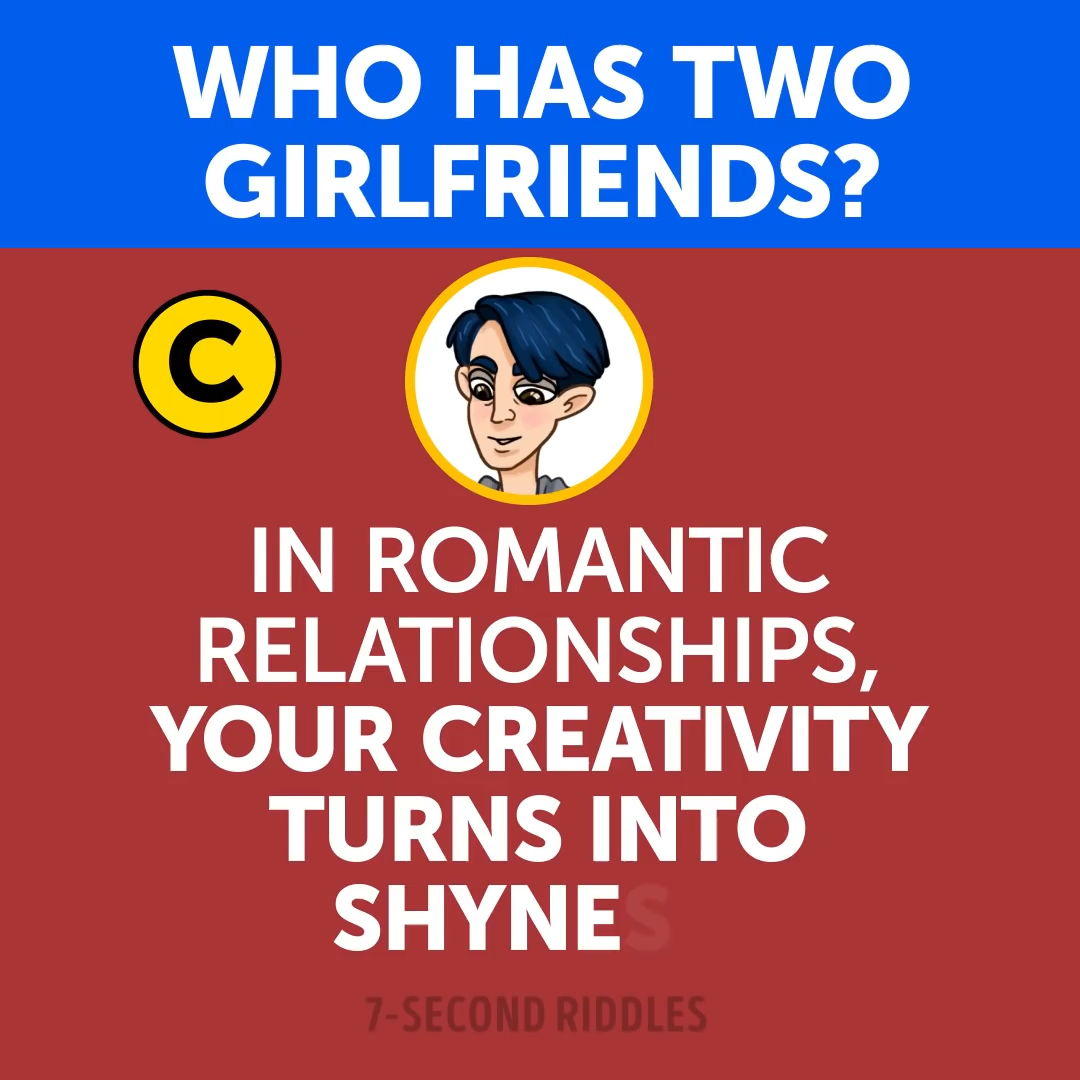 WHO HAS TWO
GIRLFRIENDS?
C
IN ROMANTIC
RELATIONSHIPS,
YOUR CREATIVITY
TURNS INTO
SHYNES
7-SECOND RIDDLES